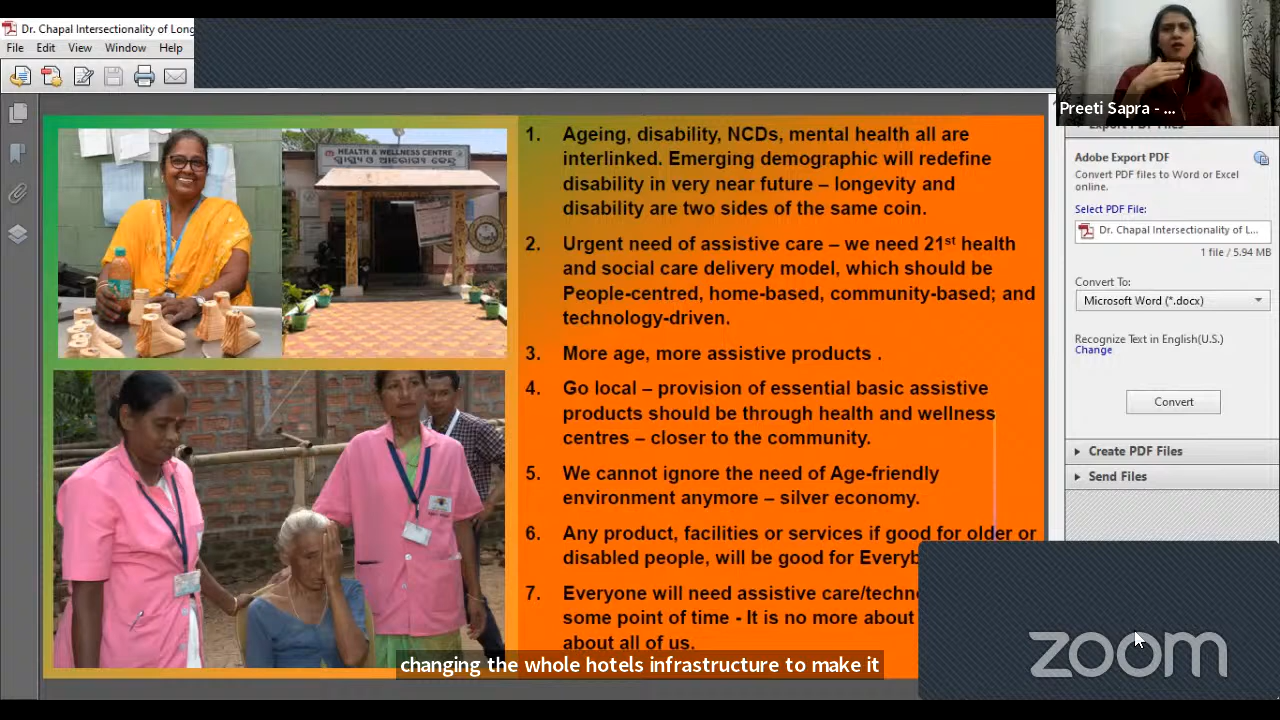 Dr. Chapal Intersectionality of Long
File Edit View Window Help
Preeti Sapra - ...
HEALTH & WELLNESS CENTRE
ସ୍ୱାସ୍ଥ୍ୟ ଓ ଆରୋଗ୍ୟ କେନ୍ଦ୍ର
1. Ageing, disability, NCDs, mental health all are
interlinked. Emerging demographic will redefine
disability in very near future – longevity and
disability are two sides of the same coin.
2. Urgent need of assistive care – we need 21st health
and social care delivery model, which should be
People-centred, home-based, community-based; and
technology-driven.
3. More age, more assistive products .
4. Go local – provision of essential basic assistive
products should be through health and wellness
centres – closer to the community.
5. We cannot ignore the need of Age-friendly
environment anymore – silver economy.
6. Any product, facilities or services if good for older or
disabled people, will be good for Everyb
7. Everyone will need assistive care/techno
some point of time - It is no more about
about all of us.
changing the whole hotels infrastructure to make it
Export PDF Files
Adobe Export PDF
Convert PDF files to Word or Excel
online.
Select PDF File:
Dr. Chapal Intersectionality of L...
1 file / 5.94 MB
Convert To:
Microsoft Word (*.docx)
Recognize Text in English(U.S.)
Change
Convert
Create PDF Files
Send Files
zoom